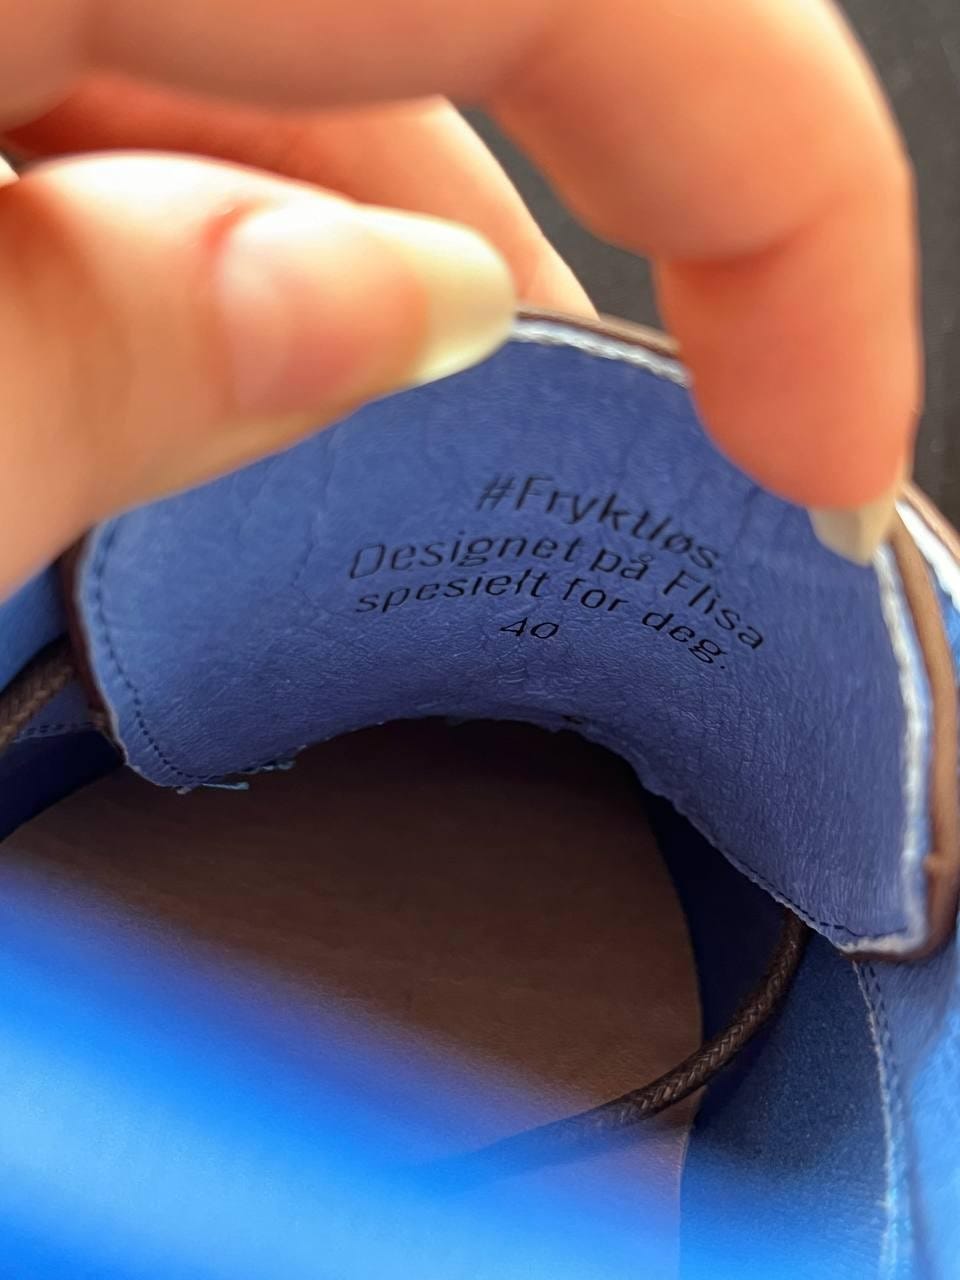 #Fryktløs
Designet på Flisa
spesielt for deg.
40